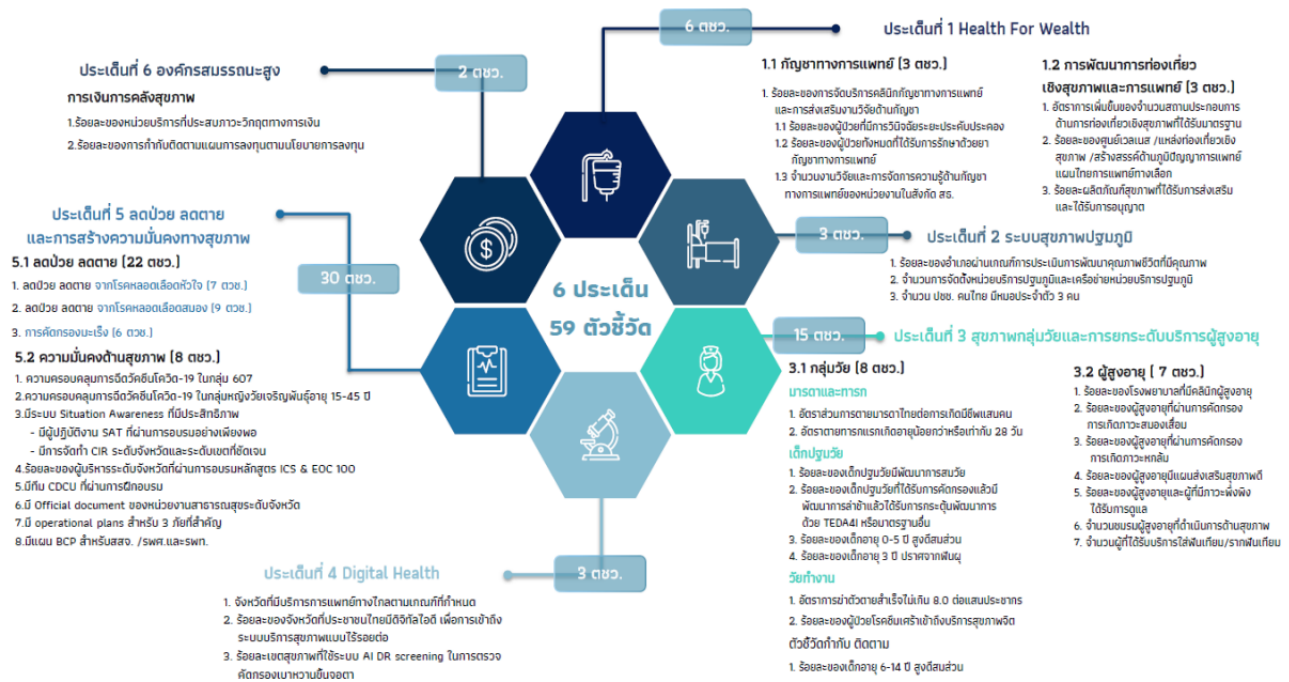 6 ตชว.
ประเด็นที่ 1 Health For Wealth
1.1 กัญชาทางการแพทย์ (3 ตชว.)
1. ร้อยละของการจัดบริการคลินิกกัญชาทางการแพทย์
และการส่งเสริมงานวิจัยด้านกัญชา
1.1 ร้อยละของผู้ป่วยที่มีการวินิจฉัยระยะประคับประคอง
1.2 ร้อยละของผู้ป่วยทั้งหมดที่ได้รับการรักษาด้วยยา
กัญชาทางการแพทย์
1.3 จำนวนงานวิจัยและการจัดการความรู้ด้านกัญชา
ทางการแพทย์ของหน่วยงานในสังกัด สธ.
1.2 การพัฒนาการท่องเที่ยว
เชิงสุขภาพและการแพทย์ (3 ตชว.)
1. อัตราการเพิ่มขึ้นของจำนวนสถานประกอบการ
ด้านการท่องเที่ยวเชิงสุขภาพที่ได้รับมาตรฐาน
2. ร้อยละของศูนย์เวลเนส /แหล่งท่องเที่ยวเชิง
สุขภาพ /สร้างสรรค์ด้านภูมิปัญญาการแพทย์
แผนไทยการแพทย์ทางเลือก
3. ร้อยละผลิตภัณฑ์สุขภาพที่ได้รับการส่งเสริม
และได้รับการอนุญาต
3 ตชว.
ประเด็นที่ 2 ระบบสุขภาพปฐมภูมิ
1. ร้อยละของอำเภอผ่านเกณฑ์การประเมินการพัฒนาคุณภาพชีวิตที่มีคุณภาพ
2. จำนวนการจัดตั้งหน่วยบริการปฐมภูมิและเครือข่ายหน่วยบริการปฐมภูมิ
3. จำนวน ปชช. คนไทย มีหมอประจำตัว 3 คน
15 ตชว.
ประเด็นที่ 3 สุขภาพกลุ่มวัยและการยกระดับบริการผู้สูงอายุ
3.1 กลุ่มวัย (8 ตชว.)
มารดาและทารก
1. อัตราส่วนการตายมารดาไทยต่อการเกิดมีชีพแสนคน
2. อัตราตายทารกแรกเกิดอายุน้อยกว่าหรือเท่ากับ 28 วัน
เด็กปฐมวัย
1. ร้อยละของเด็กปฐมวัยมีพัฒนาการสมวัย
2. ร้อยละของเด็กปฐมวัยที่ได้รับการคัดกรองแล้วมี
พัฒนาการล่าช้าแล้วได้รับการกระตุ้นพัฒนาการ
ด้วย TEDA4I หรือมาตรฐานอื่น
3. ร้อยละของเด็กอายุ 0-5 ปี สูงดีสมส่วน
4. ร้อยละของเด็กอายุ 3 ปี ปราศจากฟันผุ
วัยทำงาน
1. อัตราการฆ่าตัวตายสำเร็จไม่เกิน 8.0 ต่อแสนประชากร
2. ร้อยละของผู้ป่วยโรคซึมเศร้าเข้าถึงบริการสุขภาพจิต
ตัวชี้วัดกำกับ ติดตาม
1. ร้อยละของเด็กอายุ 6-14 ปี สูงดีสมส่วน
3.2 ผู้สูงอายุ ( 7 ตชว.)
1. ร้อยละของโรงพยาบาลที่มีคลินิกผู้สูงอายุ
2. ร้อยละของผู้สูงอายุที่ผ่านการคัดกรอง
การเกิดภาวะสมองเสื่อม
3. ร้อยละของผู้สูงอายุที่ผ่านการคัดกรอง
การเกิดภาวะหกล้ม
4. ร้อยละของผู้สูงอายุมีแผนส่งเสริมสุขภาพดี
5. ร้อยละของผู้สูงอายุและผู้ที่มีภาวะพึ่งพิง
ได้รับการดูแล
6. จำนวนชมรมผู้สูงอายุที่ดำเนินการด้านสุขภาพ
7. จำนวนผู้ที่ได้รับบริการใส่ฟันเทียม/รากฟันเทียม
6 ประเด็น
59 ตัวชี้วัด
3 ตชว.
ประเด็นที่ 4 Digital Health
1. จังหวัดที่มีบริการการแพทย์ทางไกลตามเกณฑ์ที่กำหนด
2. ร้อยละของจังหวัดที่ประชาชนไทยมีดิจิทัลไอดี เพื่อการเข้าถึง
ระบบบริการสุขภาพแบบไร้รอยต่อ
3. ร้อยละเขตสุขภาพที่ใช้ระบบ AI DR screening ในการตรวจ
คัดกรองเบาหวานขึ้นจอตา
30 ตชว.
ประเด็นที่ 5 ลดป่วย ลดตาย
และการสร้างความมั่นคงทางสุขภาพ
5.1 ลดป่วย ลดตาย (22 ตชว.)
1. ลดป่วย ลดตาย จากโรคหลอดเลือดหัวใจ (7 ตวช.)
2. ลดป่วย ลดตาย จากโรคหลอดเลือดสมอง (9 ตวช.)
3. การคัดกรองมะเร็ง (6 ตวช.)
5.2 ความมั่นคงด้านสุขภาพ (8 ตชว.)
1. ความครอบคลุมการฉีดวัคซีนโควิด-19 ในกลุ่ม 607
2.ความครอบคลุมการฉีดวัคซีนโควิด-19 ในกลุ่มหญิงวัยเจริญพันธุ์อายุ 15-45 ปี
3.มีระบบ Situation Awareness ที่มีประสิทธิภาพ
- มีผู้ปฏิบัติงาน SAT ที่ผ่านการอบรมอย่างเพียงพอ
- มีการจัดทำ CIR ระดับจังหวัดและระดับเขตที่ชัดเจน
4.ร้อยละของผู้บริหารระดับจังหวัดที่ผ่านการอบรมหลักสูตร ICS & EOC 100
5.มีทีม CDCU ที่ผ่านการฝึกอบรม
6.มี Official document ของหน่วยงานสาธารณสุขระดับจังหวัด
7.มี operational plans สำหรับ 3 ภัยที่สำคัญ
8.มีแผน BCP สำหรับสสจ. /รพศ.และรพท.
2 ตชว.
ประเด็นที่ 6 องค์กรสมรรถนะสูง
การเงินการคลังสุขภาพ
1.ร้อยละของหน่วยบริการที่ประสบภาวะวิกฤตทางการเงิน
2.ร้อยละของการกำกับติดตามแผนการลงทุนตามนโยบายการลงทุน